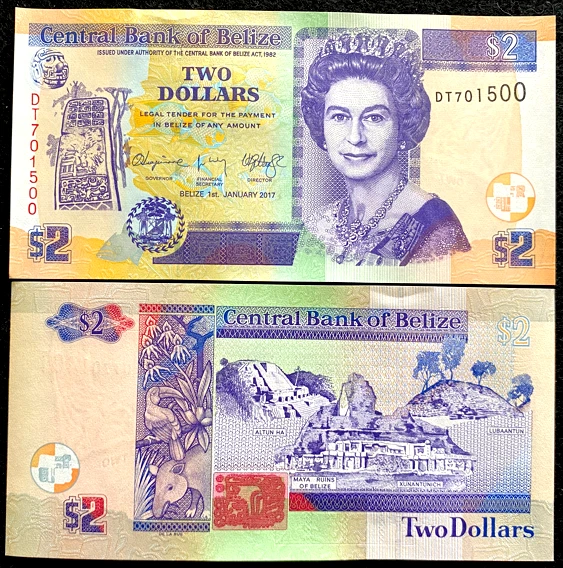 Central Bank of Belize
ISSUED UNDER AUTHORITY OF THE CENTRAL BANK OF BELIZE ACT, 1982
$2
TWO
DOLLARS
DT701500
DT701500
LEGAL TENDER FOR THE PAYMENT
IN BELIZE OF ANY AMOUNT
GOVERNOR
FINANCIAL
SECRETARY
DIRECTOR
BELIZE 1st. JANUARY 2017
$2
$2
$2
Central Bank of Belize
$2
ALTUN HA
LUBAANTUN
MAYA RUINS
OF BELIZE
XUNANTUNICH
$2
Two Dollars
DE LA RUE